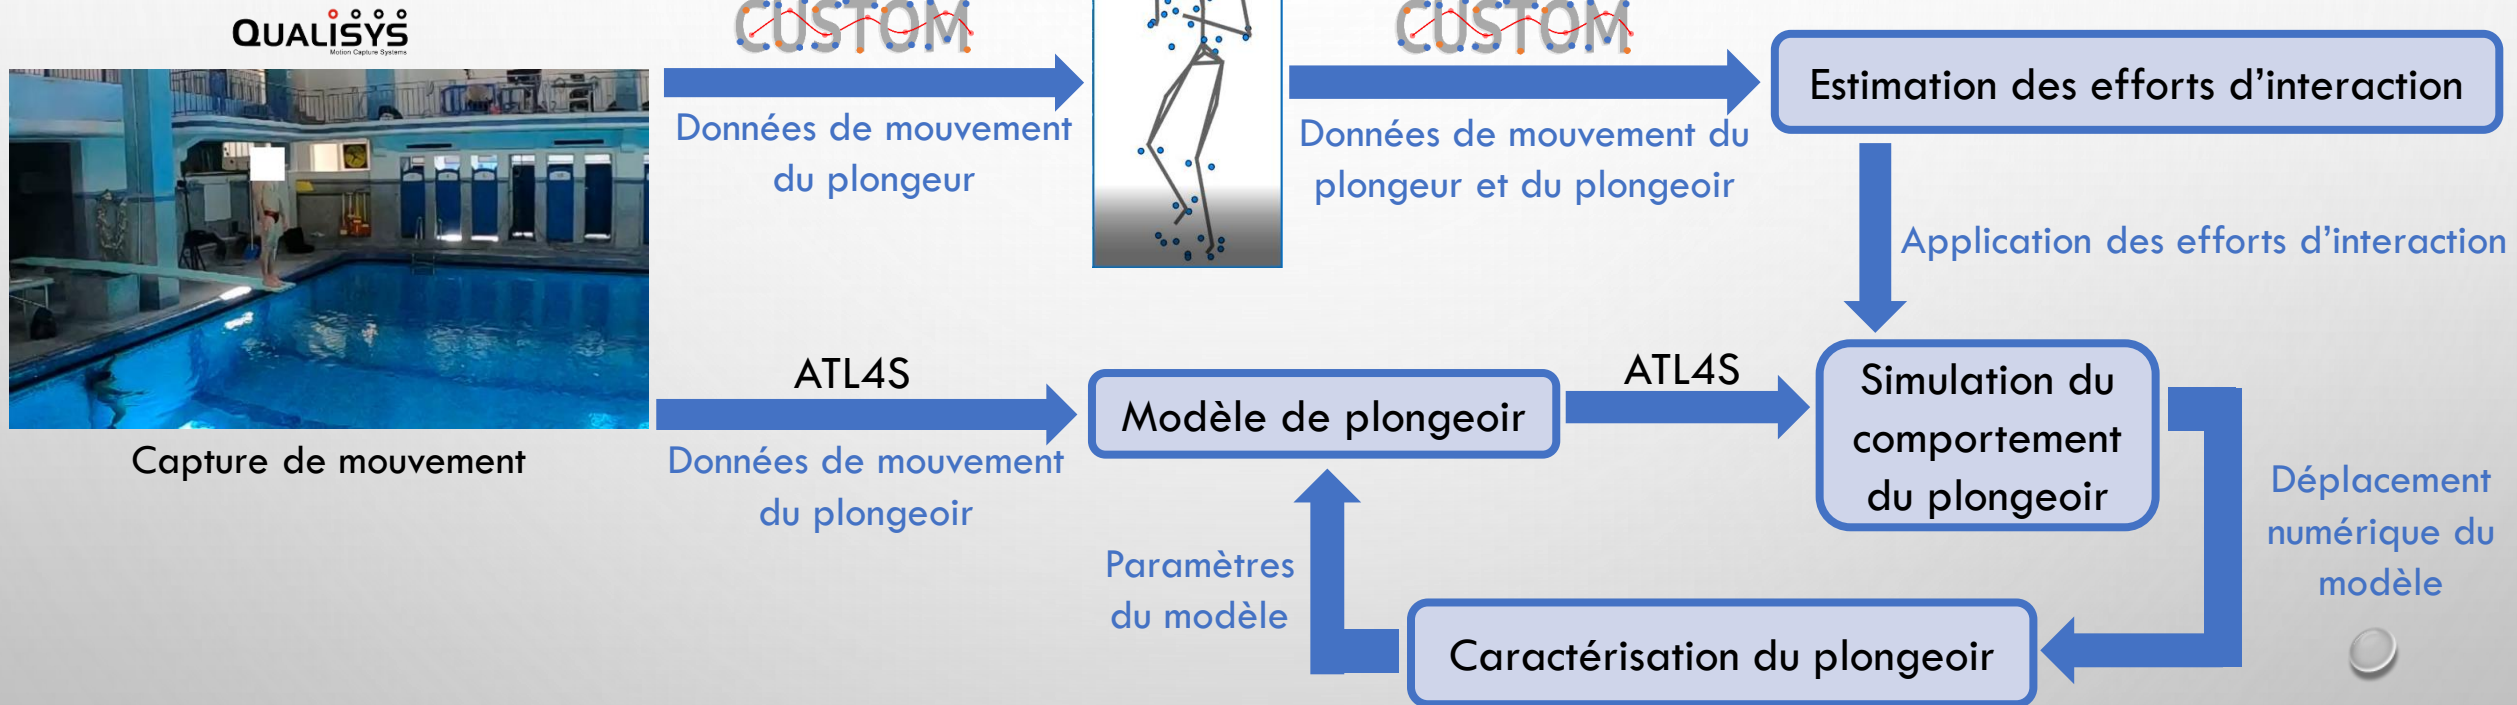 QUALISYS
Motion Capture Systems
CUSTOM
CUSTOM
Données de mouvement
du plongeur
Données de mouvement du
plongeur et du plongeoir
Estimation des efforts d’interaction
Application des efforts d’interaction
Capture de mouvement
ATL4S
Données de mouvement
du plongeoir
Modèle de plongeoir
ATL4S
Simulation du
comportement
du plongeoir
Déplacement
numérique du
modèle
Paramètres
du modèle
Caractérisation du plongeoir